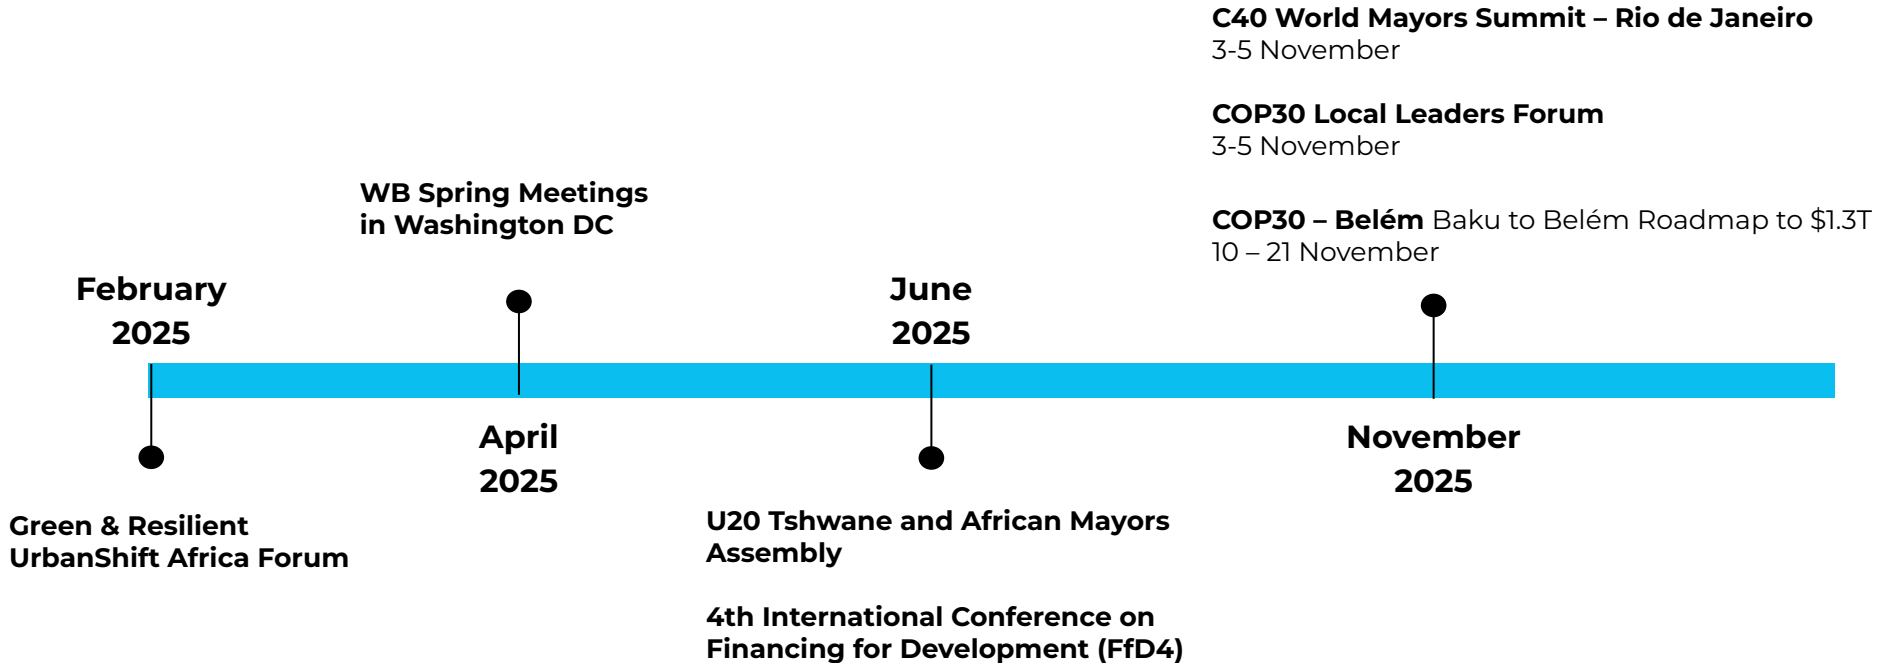 C40 World Mayors Summit – Rio de Janeiro
3-5 November
COP30 Local Leaders Forum
3-5 November
COP30 – Belém Baku to Belém Roadmap to $1.3T
10 – 21 November
WB Spring Meetings
in Washington DC
February
2025
June
2025
April
2025
November
2025
Green & Resilient
UrbanShift Africa Forum
U20 Tshwane and African Mayors
Assembly
4th International Conference on
Financing for Development (FfD4)